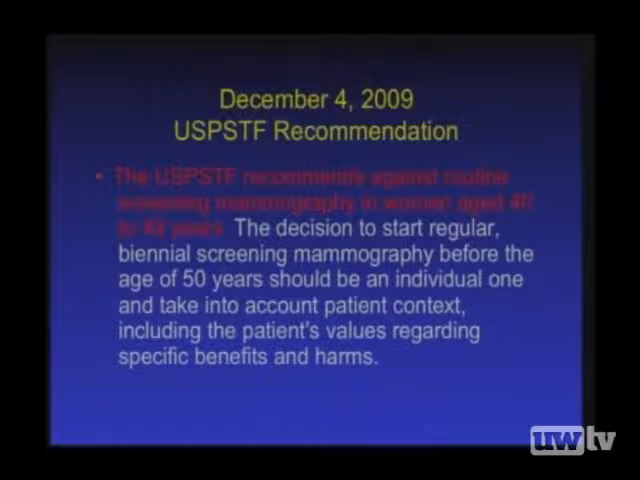 December 4, 2009
USPSTF Recommendation
• The USPSTF recommends against routine
screening mammography in women aged 40
to 49 years. The decision to start regular,
biennial screening mammography before the
age of 50 years should be an individual one
and take into account patient context,
including the patient's values regarding
specific benefits and harms.
uwtv